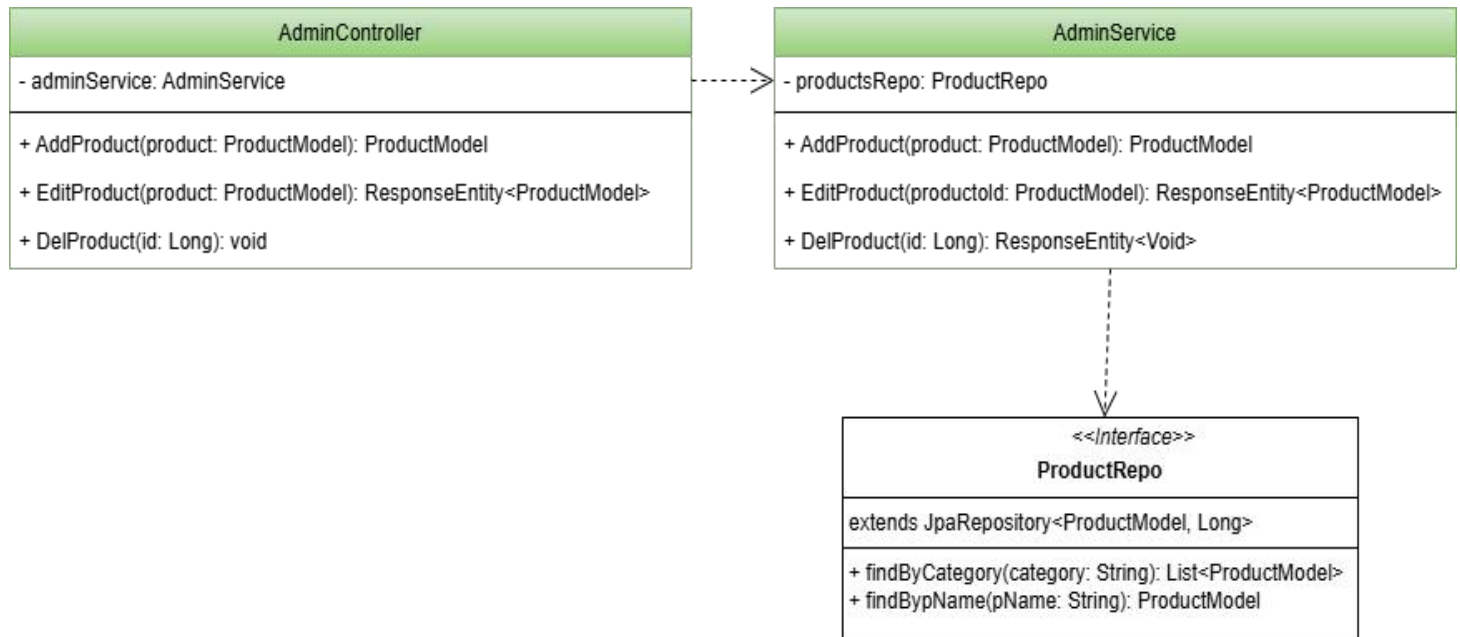 AdminController
- adminService: AdminService
+ AddProduct(product: ProductModel): ProductModel
+ EditProduct(product: ProductModel): ResponseEntity<ProductModel>
+ DelProduct(id: Long): void
AdminService
- productsRepo: ProductRepo
+ AddProduct(product: ProductModel): ProductModel
+ EditProduct(productold: ProductModel): ResponseEntity<ProductModel>
+ DelProduct(id: Long): ResponseEntity<Void>
<<Interface>>
ProductRepo
extends JpaRepository<ProductModel, Long>
+ findByCategory(category: String): List<ProductModel>
+ findBypName(pName: String): ProductModel